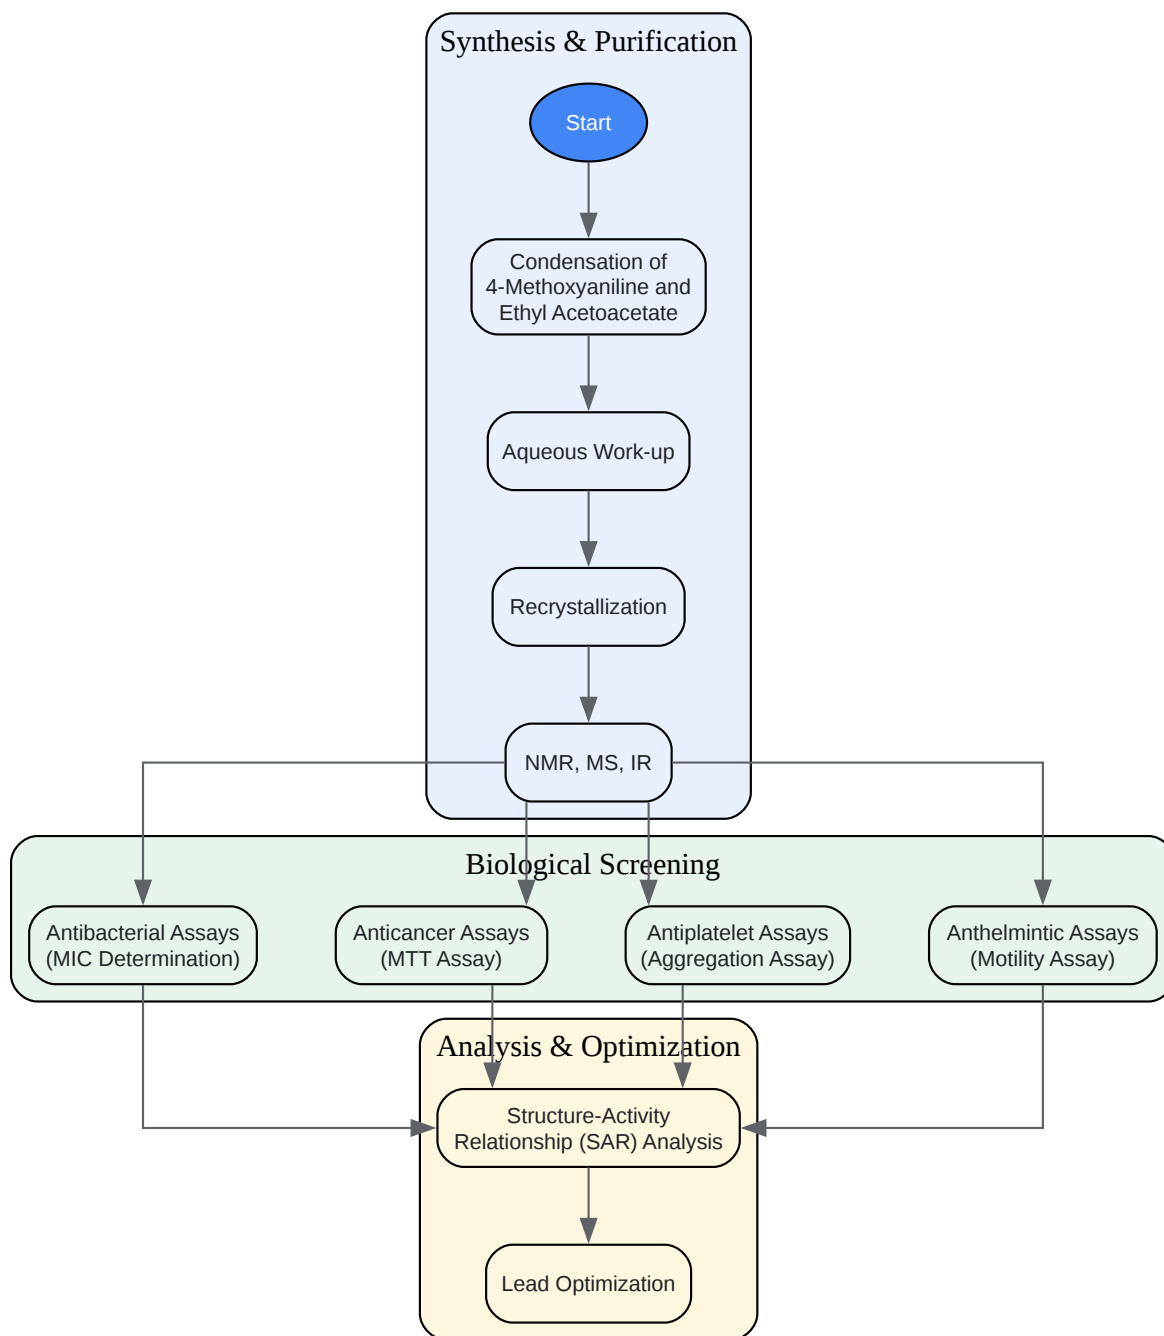 Synthesis & Purification
Start
Condensation of
4-Methoxyaniline and
Ethyl Acetoacetate
Aqueous Work-up
Recrystallization
NMR, MS, IR
Biological Screening
Antibacterial Assays
(MIC Determination)
Anticancer Assays
(MTT Assay)
Antiplatelet Assays
(Aggregation Assay)
Anthelmintic Assays
(Motility Assay)
Analysis & Optimization
Structure-Activity
Relationship (SAR) Analysis
Lead Optimization